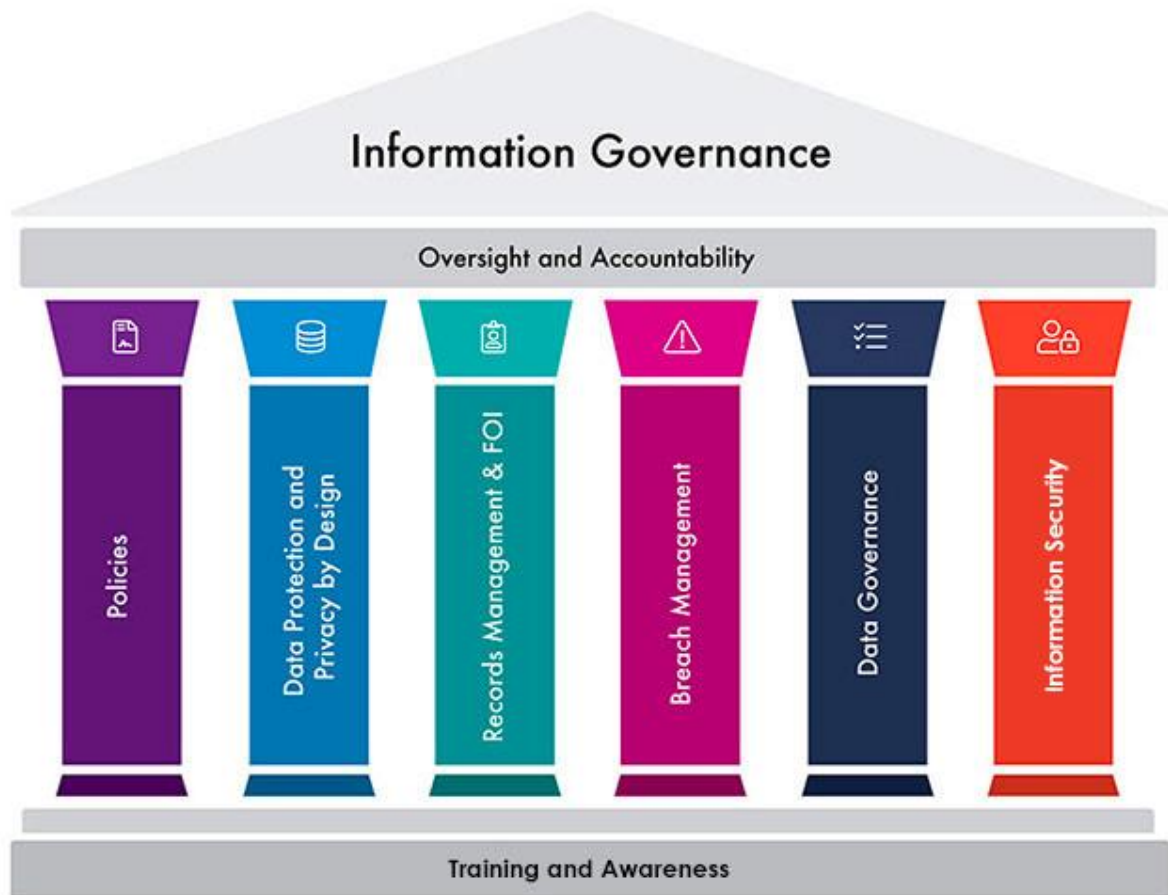 Information Governance
Oversight and Accountability
Policies
Data Protection and
Privacy by Design
Records Management & FOI
Breach Management
Data Governance
Information Security
Training and Awareness